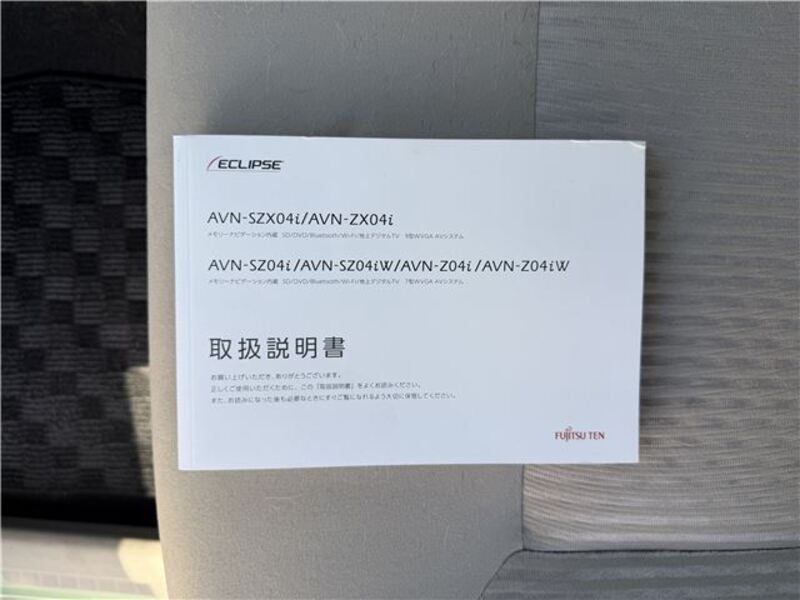 ECLIPSE
AVN-SZX04i/AVN-ZX04i
メモリーナビゲーション内蔵 SD/DVD/Bluetooth/Wi-Fi/地上デジタルTV 8型WVGA AVシステム
AVN-SZ04i/AVN-SZ04iW/AVN-Z04i/AVN-Z04iW
メモリーナビゲーション内蔵 SD/DVD/Bluetooth/Wi-Fi/地上デジタルTV 7型WVGA AVシステム
取扱説明書
お買い上げいただき、ありがとうございます。
正しくご使用いただくために、この「取扱説明書」をよくお読みください。
また、お読みになった後も必要なときにすぐご覧になれるよう大切に保管してください。
FUJITSU TEN